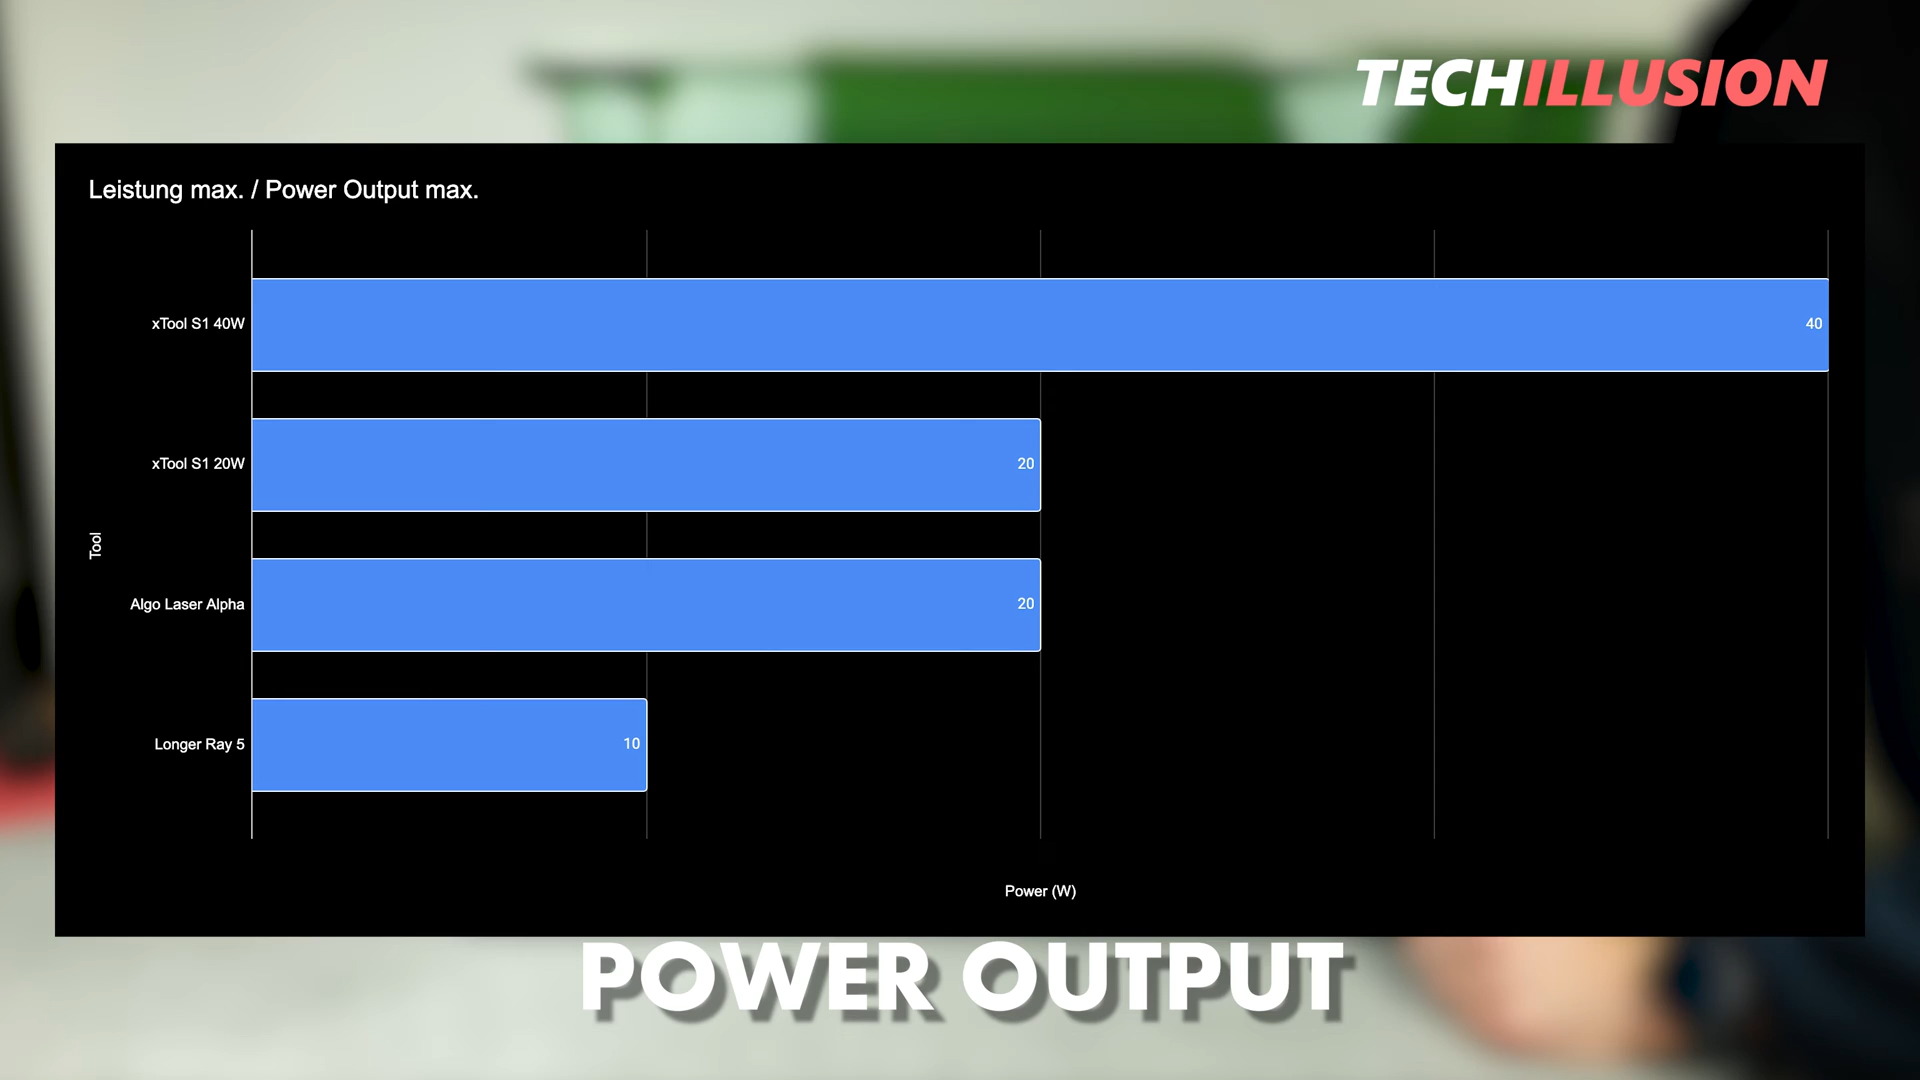 TECHILLUSION
Leistung max. / Power Output max.
xTool S1 40W
40
xTool S1 20W
20
Tool
Algo Laser Alpha
20
Longer Ray 5
10
Power (W)
POWER OUTPUT